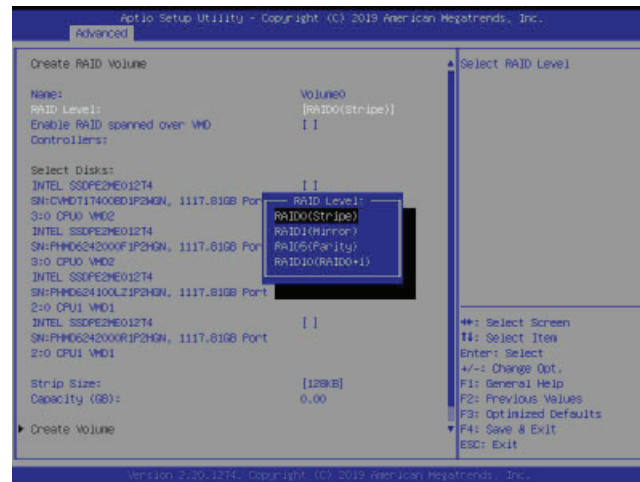 Aptio Setup Utility - Copyright (C) 2019 American Megatrends, Inc.
Advanced
Create RAID Volume
Select RAID Level
Name: Volume0
RAID Level: [RAID0(Stripe)]
Enable RAID spanned over VMD [ ]
Controllers:
Select Disks:
INTEL SSDPE2ME012T4 [ ]
SN:CVMD717400BD1P2MGN, 1117.81GB Port
3:0 CPU0 VMD2
INTEL SSDPE2ME012T4
SN:PHMD6242000F1P2HGN, 1117.81GB Port
3:0 CPU0 VMD2
INTEL SSDPE2ME012T4
SN:PHMD624100LZ1P2HGN, 1117.81GB Port
2:0 CPU1 VMD1
INTEL SSDPE2ME012T4 [ ]
SN:PHMD6242000R1P2HGN, 1117.81GB Port
2:0 CPU1 VMD1
Strip Size: [128KB]
Capacity (GB): 0.00
Create Volume
RAID Level:
RAID0(Stripe)
RAID1(Mirror)
RAID5(Parity)
RAID10(RAID0+1)
: Select Screen
: Select Item
Enter: Select
+/-: Change Opt.
F1: General Help
F2: Previous Values
F3: Optimized Defaults
F4: Save & Exit
ESC: Exit
Version 2.20.1274. Copyright (C) 2019 American Megatrends, Inc.